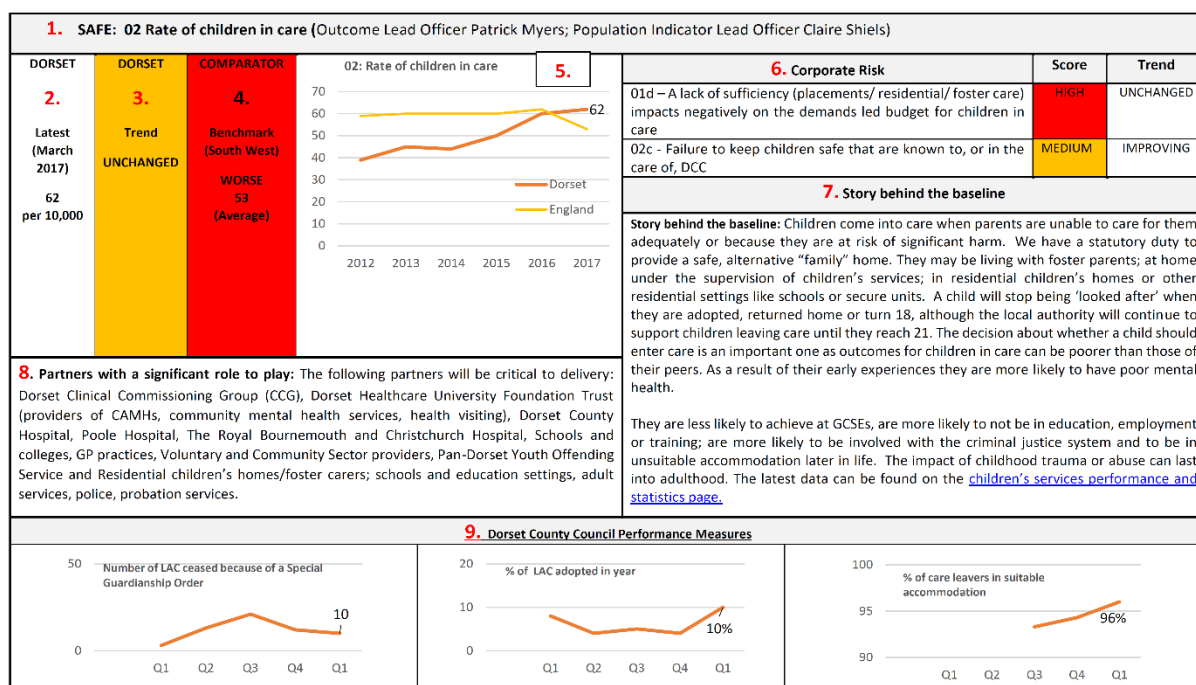 1. SAFE: 02 Rate of children in care (Outcome Lead Officer Patrick Myers; Population Indicator Lead Officer Claire Shiels)
DORSET
2.
Latest
(March
2017)
62
per 10,000
DORSET
3.
Trend
UNCHANGED
COMPARATOR
4.
Benchmark
(South West)
WORSE
53
(Average)
02: Rate of children in care
5.
70
60
50
40
30
20
10
0
62
Dorset
England
2012 2013 2014 2015 2016 2017
6. Corporate Risk
Score
Trend
01d – A lack of sufficiency (placements/ residential/ foster care)
impacts negatively on the demands led budget for children in
care
HIGH
UNCHANGED
02c - Failure to keep children safe that are known to, or in the
care of, DCC
MEDIUM
IMPROVING
7. Story behind the baseline
Story behind the baseline: Children come into care when parents are unable to care for them
adequately or because they are at risk of significant harm. We have a statutory duty to
provide a safe, alternative “family” home. They may be living with foster parents; at home
under the supervision of children’s services; in residential children’s homes or other
residential settings like schools or secure units. A child will stop being ‘looked after’ when
they are adopted, returned home or turn 18, although the local authority will continue to
support children leaving care until they reach 21. The decision about whether a child should
enter care is an important one as outcomes for children in care can be poorer than those of
their peers. As a result of their early experiences they are more likely to have poor mental
health.
They are less likely to achieve at GCSEs, are more likely to not be in education, employment
or training; are more likely to be involved with the criminal justice system and to be in
unsuitable accommodation later in life. The impact of childhood trauma or abuse can last
into adulthood. The latest data can be found on the children’s services performance and
statistics page.
8. Partners with a significant role to play: The following partners will be critical to delivery:
Dorset Clinical Commissioning Group (CCG), Dorset Healthcare University Foundation Trust
(providers of CAMHs, community mental health services, health visiting), Dorset County
Hospital, Poole Hospital, The Royal Bournemouth and Christchurch Hospital, Schools and
colleges, GP practices, Voluntary and Community Sector providers, Pan-Dorset Youth Offending
Service and Residential children’s homes/foster carers; schools and education settings, adult
services, police, probation services.
9. Dorset County Council Performance Measures
Number of LAC ceased because of a Special
Guardianship Order
50
0
10
Q1 Q2 Q3 Q4 Q1
% of LAC adopted in year
20
10
0
10%
Q1 Q2 Q3 Q4 Q1
% of care leavers in suitable
accommodation
100
95
90
96%
Q1 Q2 Q3 Q4 Q1